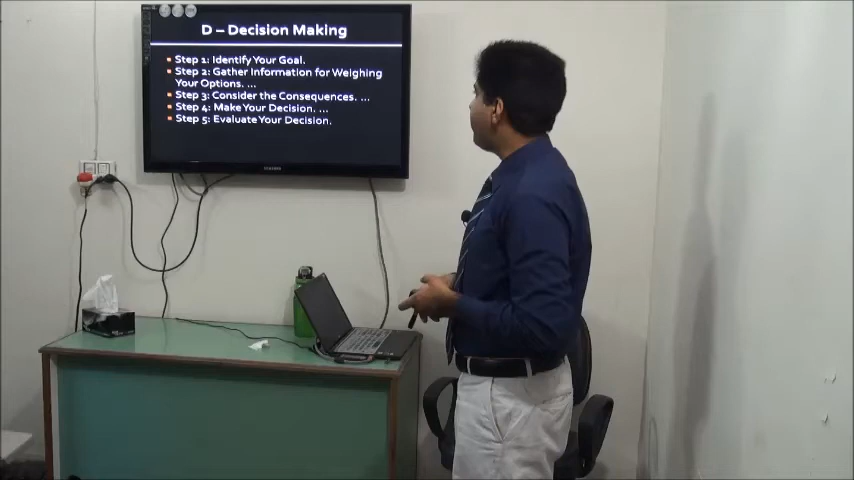 D – Decision Making
Step 1: Identify Your Goal.
Step 2: Gather Information for Weighing
Your Options. ...
Step 3: Consider the Consequences. ...
Step 4: Make Your Decision. ...
Step 5: Evaluate Your Decision.